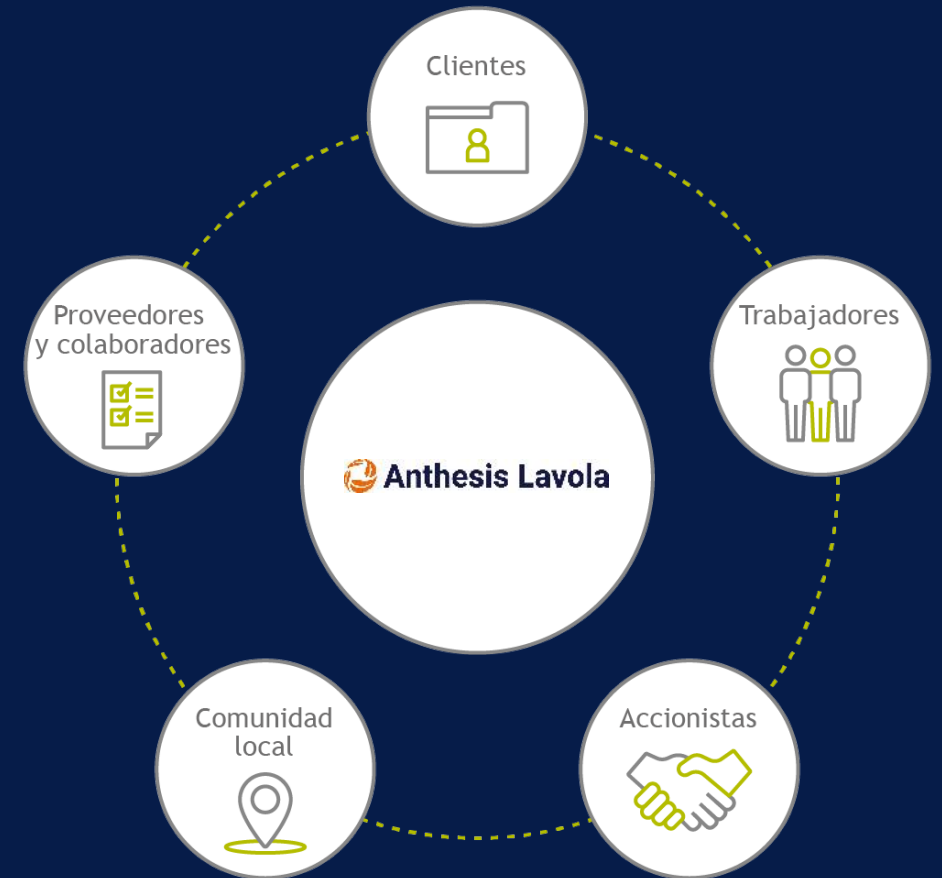 Clientes
Proveedores
y colaboradores
Trabajadores
Anthesis Lavola
Comunidad
local
Accionistas